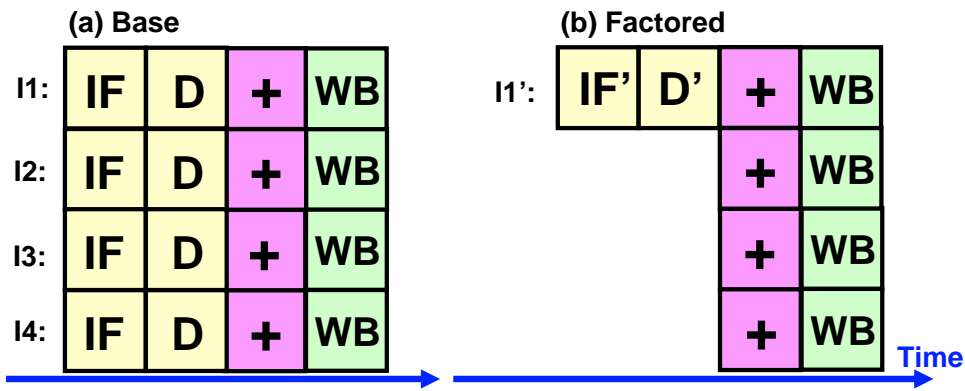 (a) Base
I1: IF D + WB
I2: IF D + WB
I3: IF D + WB
I4: IF D + WB
(b) Factored
I1’: IF’ D’ + WB
+ WB
+ WB
+ WB
Time